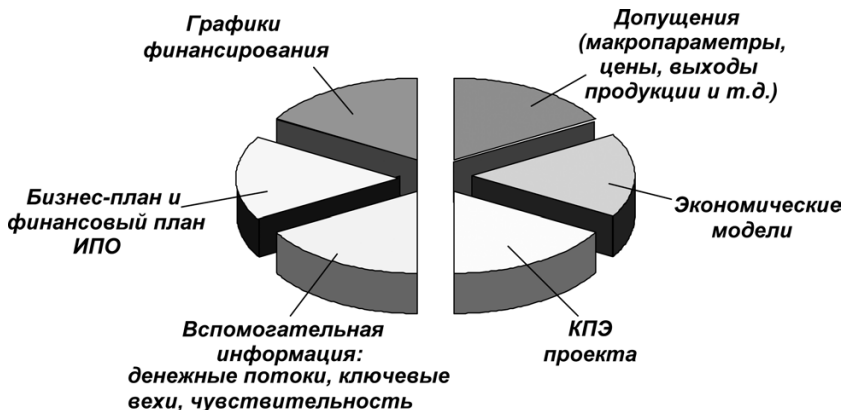 Графики
финансирования
Допущения
(макропараметры,
цены, выходы
продукции и т.д.)
Бизнес-план и
финансовый план
ИПО
Экономические
модели
Вспомогательная
информация:
денежные потоки, ключевые
вехи, чувствительность
КПЭ
проекта